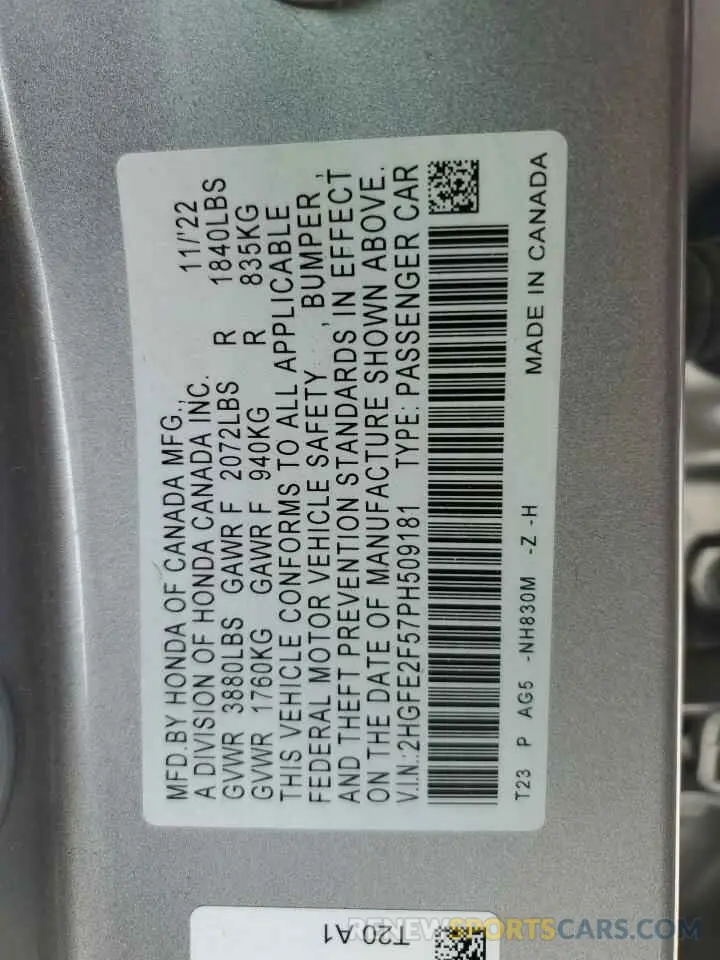 MFD.BY HONDA OF CANADA MFG., 11/'22
A DIVISION OF HONDA CANADA INC.
GVWR 3880LBS GAWR F 2072LBS R 1840LBS
GVWR 1760KG GAWR F 940KG R 835KG
THIS VEHICLE CONFORMS TO ALL APPLICABLE
FEDERAL MOTOR VEHICLE SAFETY , BUMPER ,
AND THEFT PREVENTION STANDARDS IN EFFECT
ON THE DATE OF MANUFACTURE SHOWN ABOVE.
V.I.N.:2HGFE2F57PH509181 TYPE: PASSENGER CAR
T23 P AG5 -NH830M -Z -H
MADE IN CANADA
T20 A1
RENEWSPORTSCARS.COM